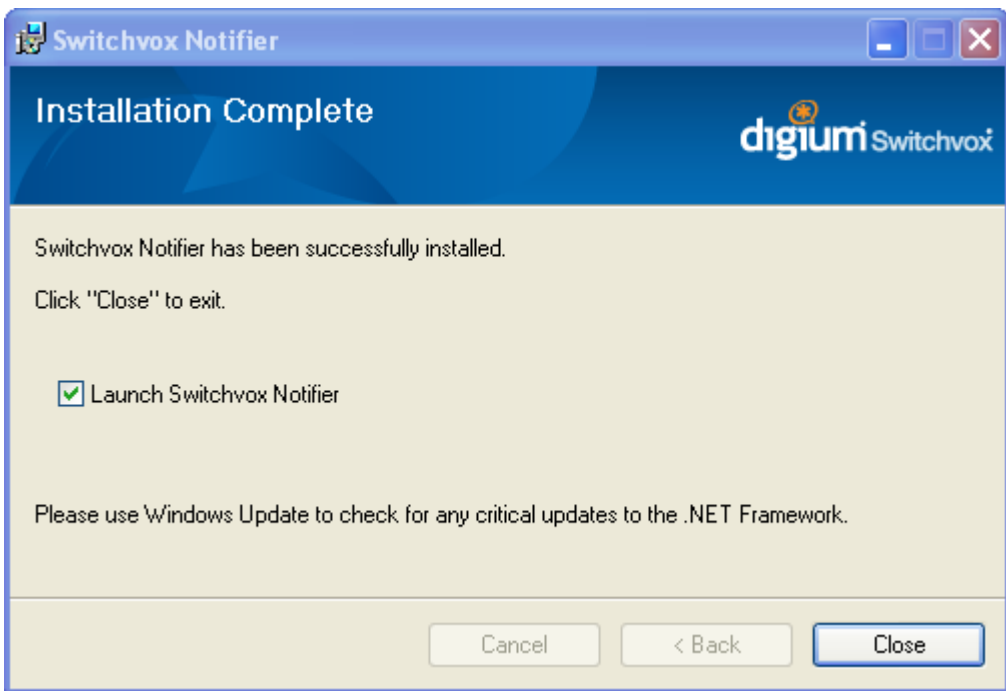 Switchvox Notifier
Installation Complete
digium Switchvox
Switchvox Notifier has been successfully installed.
Click "Close" to exit.
Launch Switchvox Notifier
Please use Windows Update to check for any critical updates to the .NET Framework.
Cancel
< Back
Close